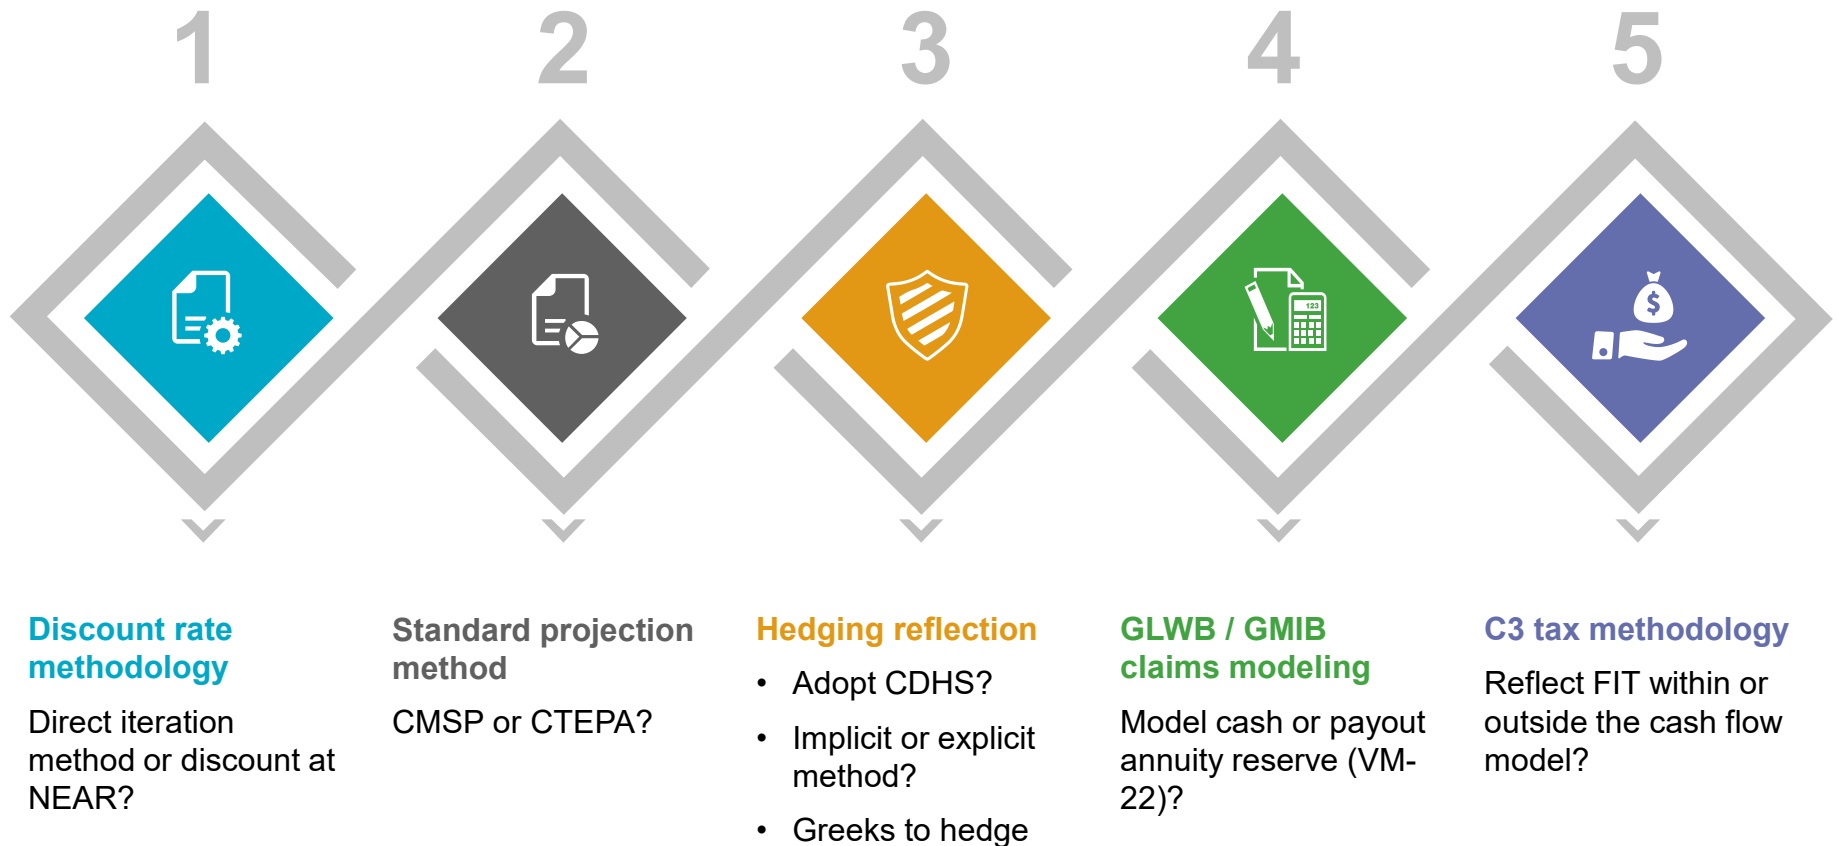 1
2
3
4
5
123
$
$
Discount rate
methodology
Direct iteration
method or discount at
NEAR?
Standard projection
method
CMSP or CTEPA?
Hedging reflection
• Adopt CDHS?
• Implicit or explicit
method?
• Greeks to hedge
GLWB / GMIB
claims modeling
Model cash or payout
annuity reserve (VM-
22)?
C3 tax methodology
Reflect FIT within or
outside the cash flow
model?